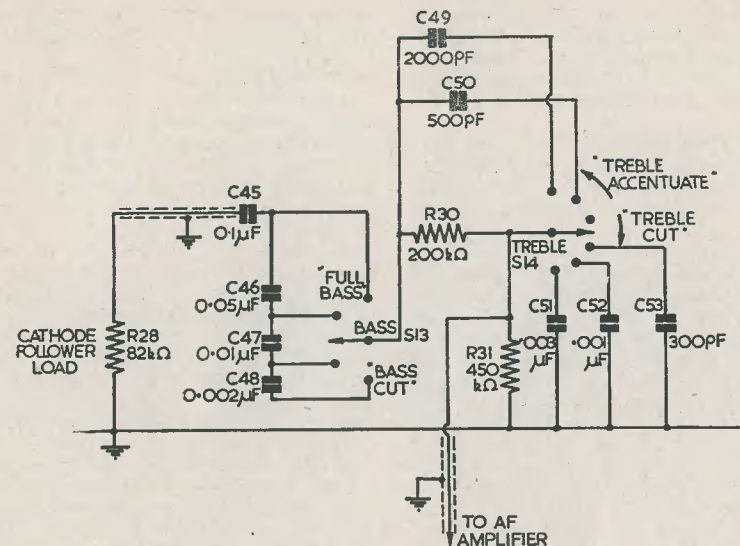 C49
2000PF
C50
500PF
"TREBLE
ACCENTUATE"
"TREBLE
CUT"
C45
0·1µF
R30
200kΩ
TREBLE
S14
C46
0·05µF
"FULL
BASS"
BASS
S13
C47
0·01µF
"BASS
CUT"
C48
0·002µF
CATHODE
FOLLOWER
LOAD
R28
82kΩ
R31
450
kΩ
C51
·003
µF
C52
·001
µF
C53
300PF
TO AF
AMPLIFIER